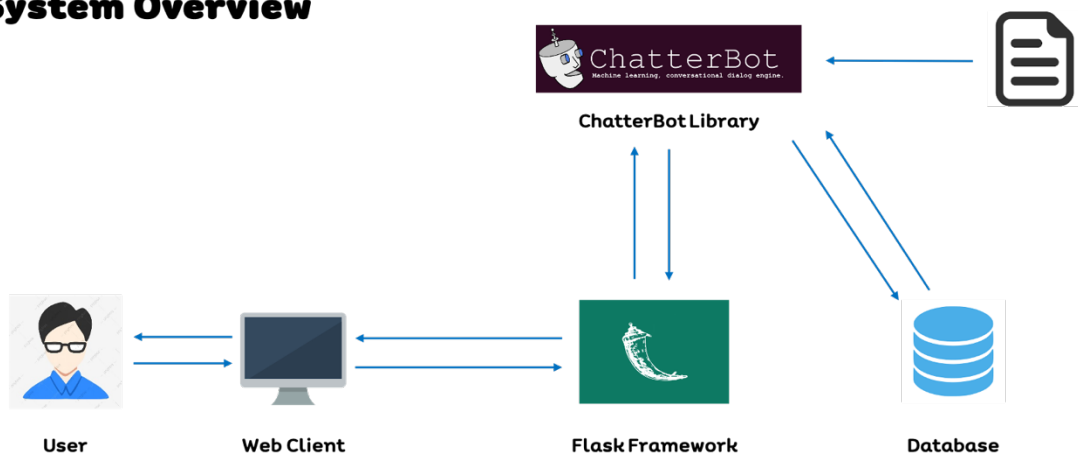 System Overview
ChatterBot
Machine learning, conversational dialog engine.
ChatterBot Library
User
Web Client
Flask Framework
Database